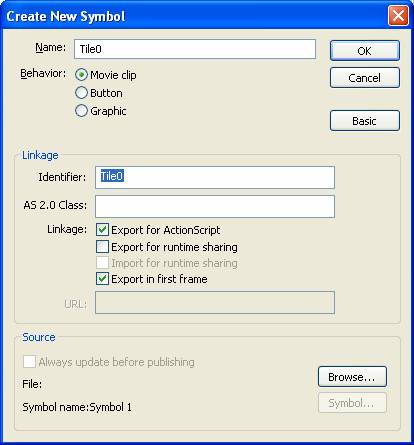 Create New Symbol
Name: Tile0 OK
Behavior: Movie clip Cancel
Button
Graphic Basic
Linkage
Identifier: Tile0
AS 2.0 Class:
Linkage: Export for ActionScript
Export for runtime sharing
Import for runtime sharing
Export in first frame
URL:
Source
Always update before publishing
File: Browse...
Symbol name:Symbol 1 Symbol...